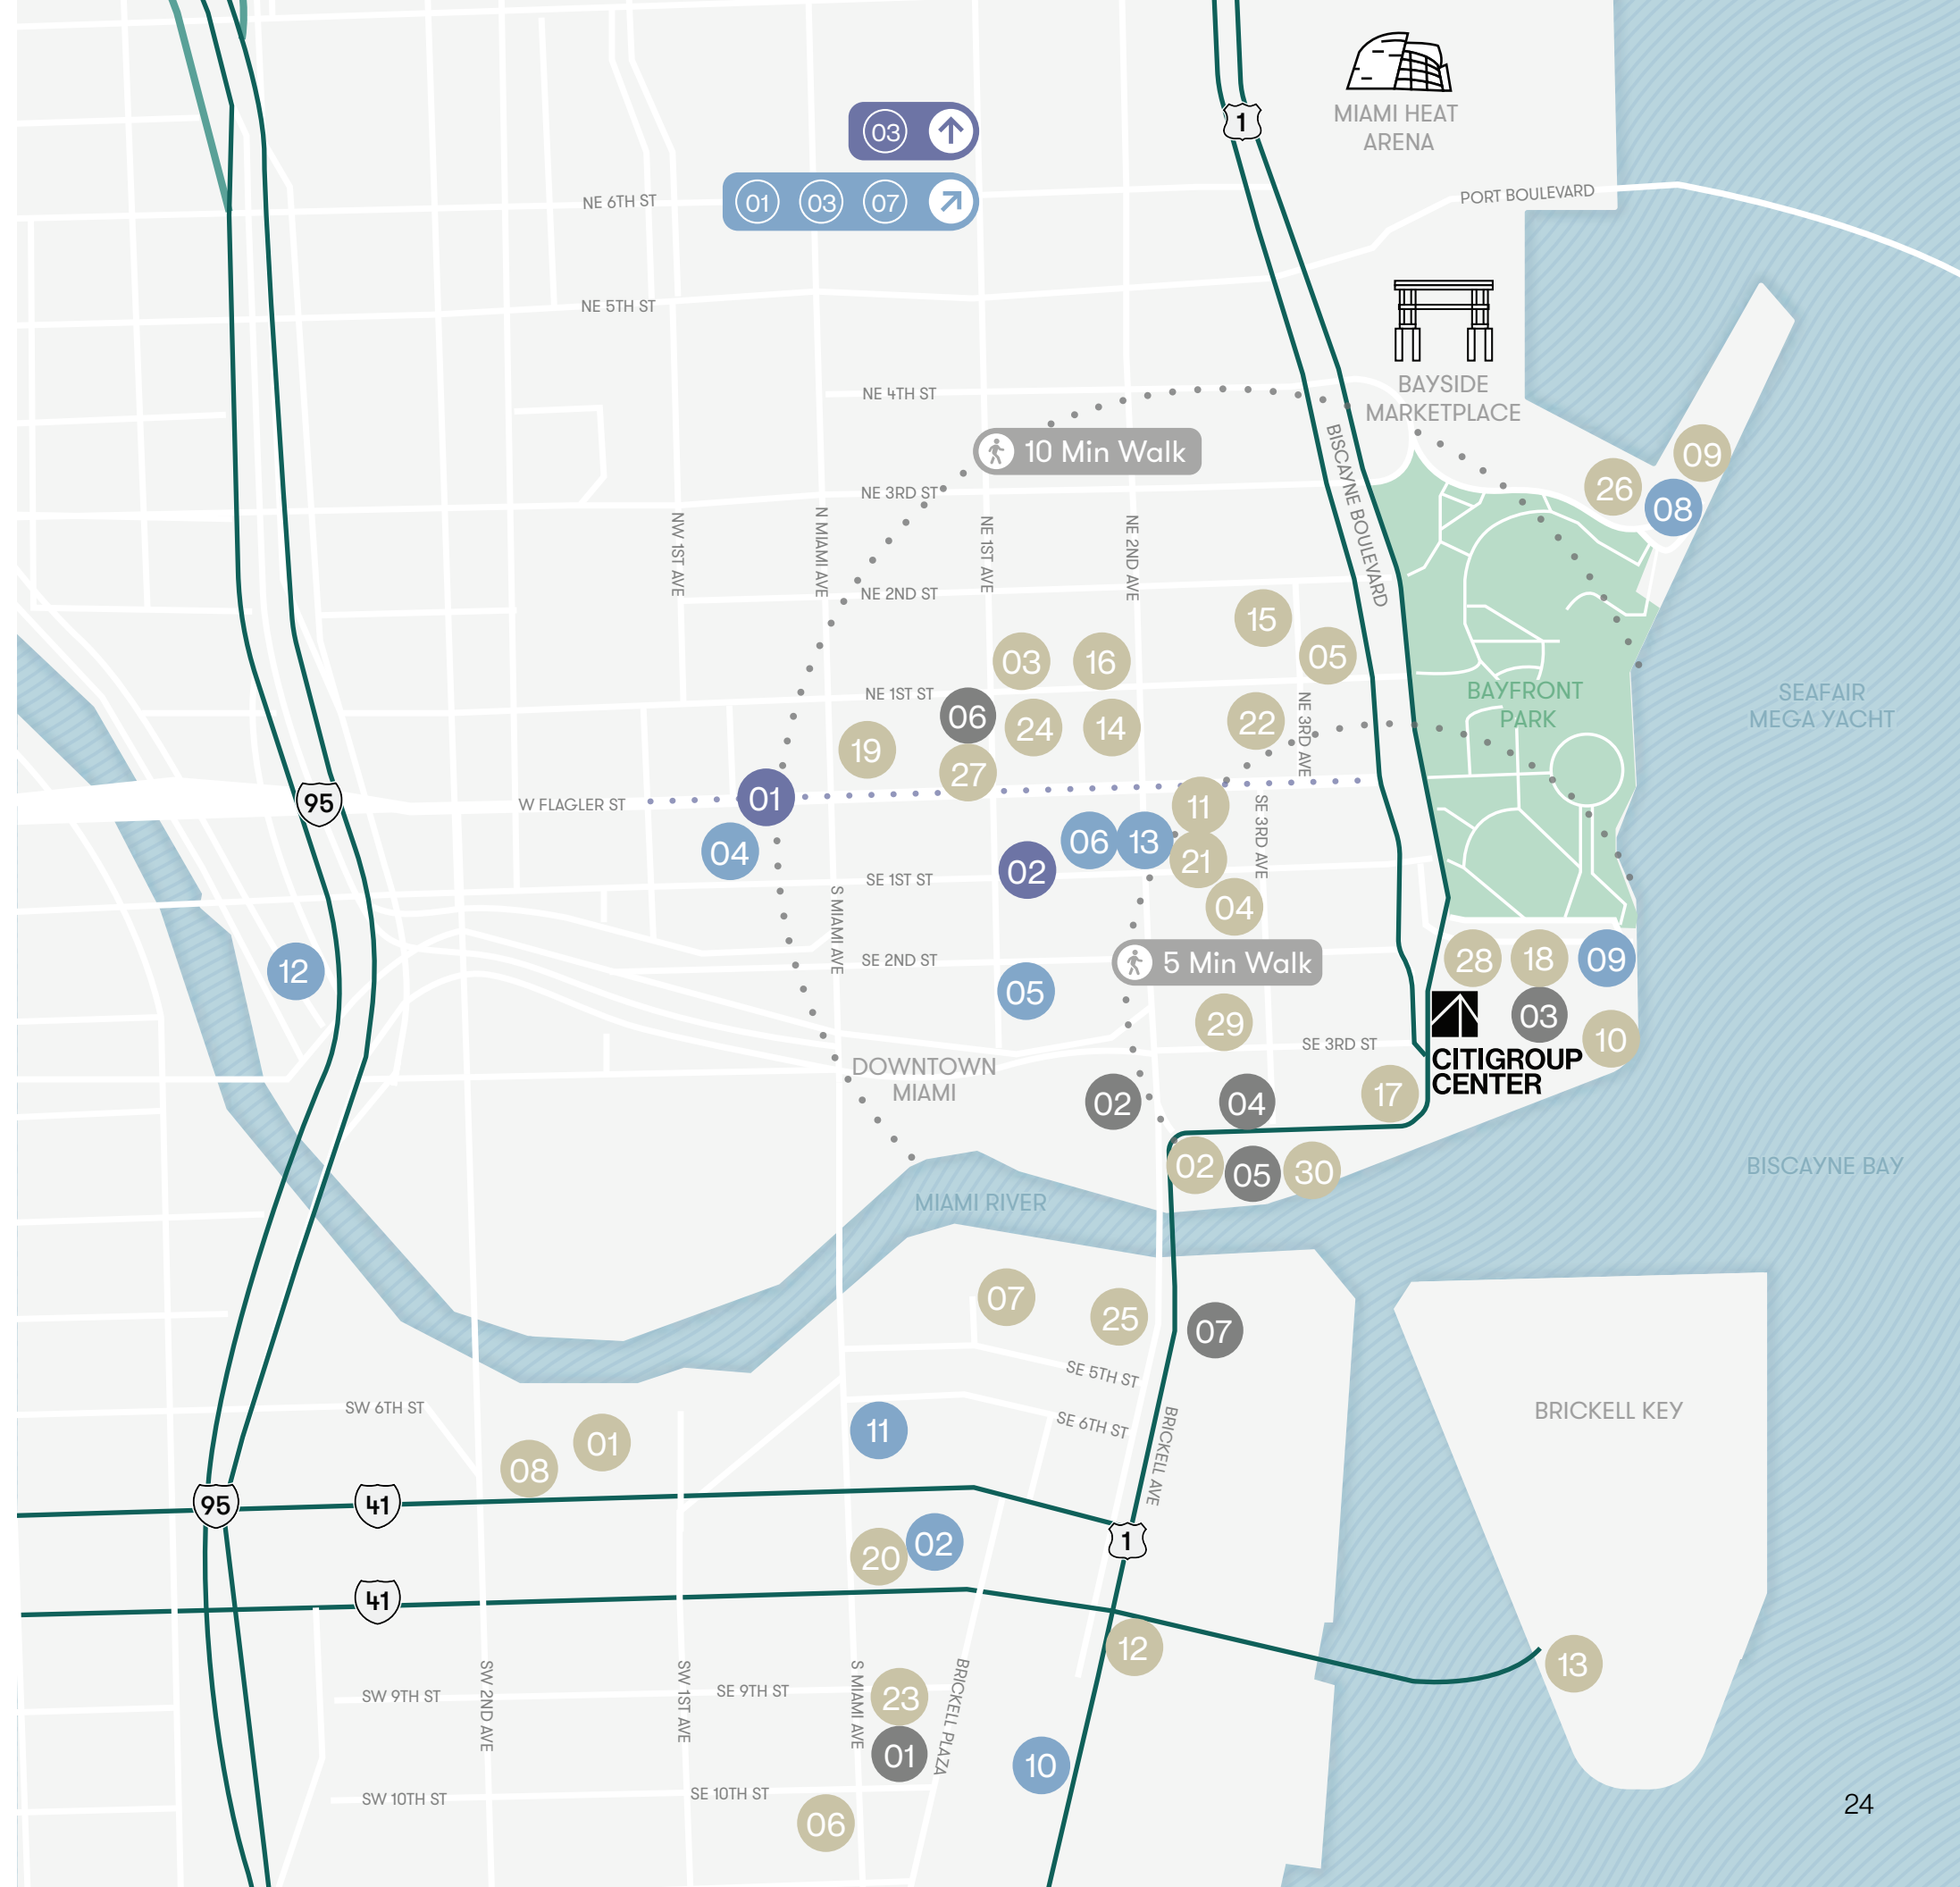 MIAMI HEAT
ARENA
1
03
01 03 07
NE 6TH ST
PORT BOULEVARD
NE 5TH ST
BAYSIDE
MARKETPLACE
NE 4TH ST
10 Min Walk
BISCAYNE BOULEVARD
09
26
08
NE 3RD ST
NW 1ST AVE
N MIAMI AVE
NE 1ST AVE
NE 2ND AVE
NE 2ND ST
15
05
03
16
NE 1ST ST
06
24
14
22
NE 3RD AVE
BAYFRONT
PARK
SEAFAIR
MEGA YACHT
19
27
95
W FLAGLER ST
01
11
SE 3RD AVE
04
06
13
21
02
SE 1ST ST
04
S MIAMI AVE
12
SE 2ND ST
5 Min Walk
28
18
09
05
29
03
10
SE 3RD ST
CITIGROUP
CENTER
DOWNTOWN
MIAMI
02
04
17
02
05
30
BISCAYNE BAY
MIAMI RIVER
07
25
07
SE 5TH ST
SW 6TH ST
SE 6TH ST
BRICKELL AVE
BRICKELL KEY
11
01
08
95
41
1
20
02
41
12
13
SW 2ND AVE
SW 1ST AVE
S MIAMI AVE
BRICKELL PLAZA
SW 9TH ST
SE 9TH ST
23
01
10
SW 10TH ST
SE 10TH ST
06
24